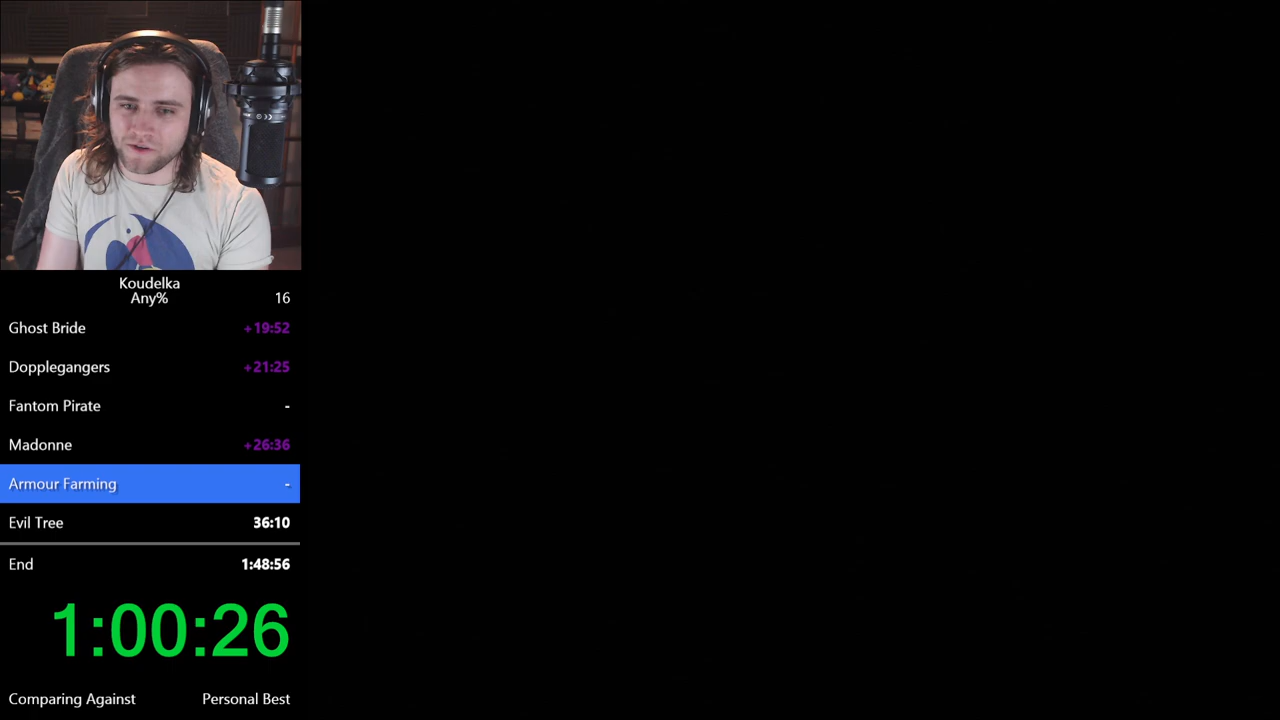 Koudelka
Any% 16
Ghost Bride +19:52
Dopplegangers +21:25
Fantom Pirate -
Madonne +26:36
Armour Farming -
Evil Tree 36:10
End 1:48:56
1:00:26
Comparing Against Personal Best